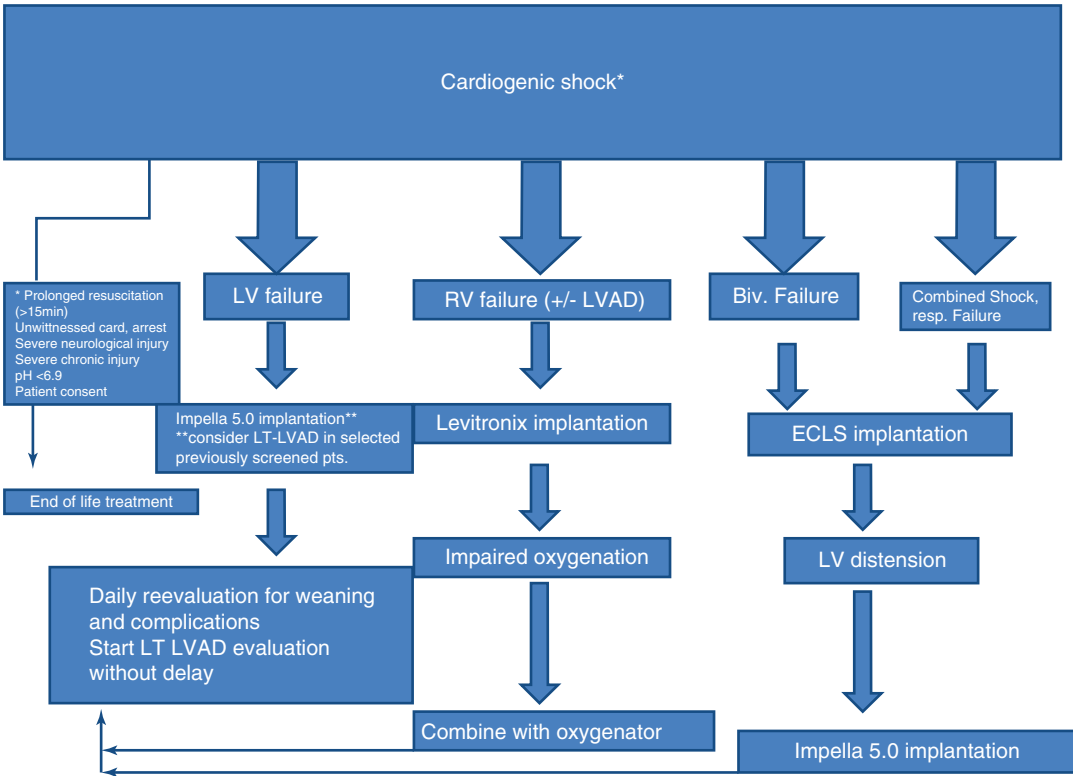 Cardiogenic shock*
* Prolonged resuscitation
(>15min)
Unwittnessed card, arrest
Severe neurological injury
Severe chronic injury
pH <6.9
Patient consent
End of life treatment
LV failure
Impella 5.0 implantation**
**consider LT-LVAD in selected
previously screened pts.
Daily reevaluation for weaning
and complications
Start LT LVAD evaluation
without delay
RV failure (+/- LVAD)
Levitronix implantation
Impaired oxygenation
Combine with oxygenator
Biv. Failure
Combined Shock,
resp. Failure
ECLS implantation
LV distension
Impella 5.0 implantation